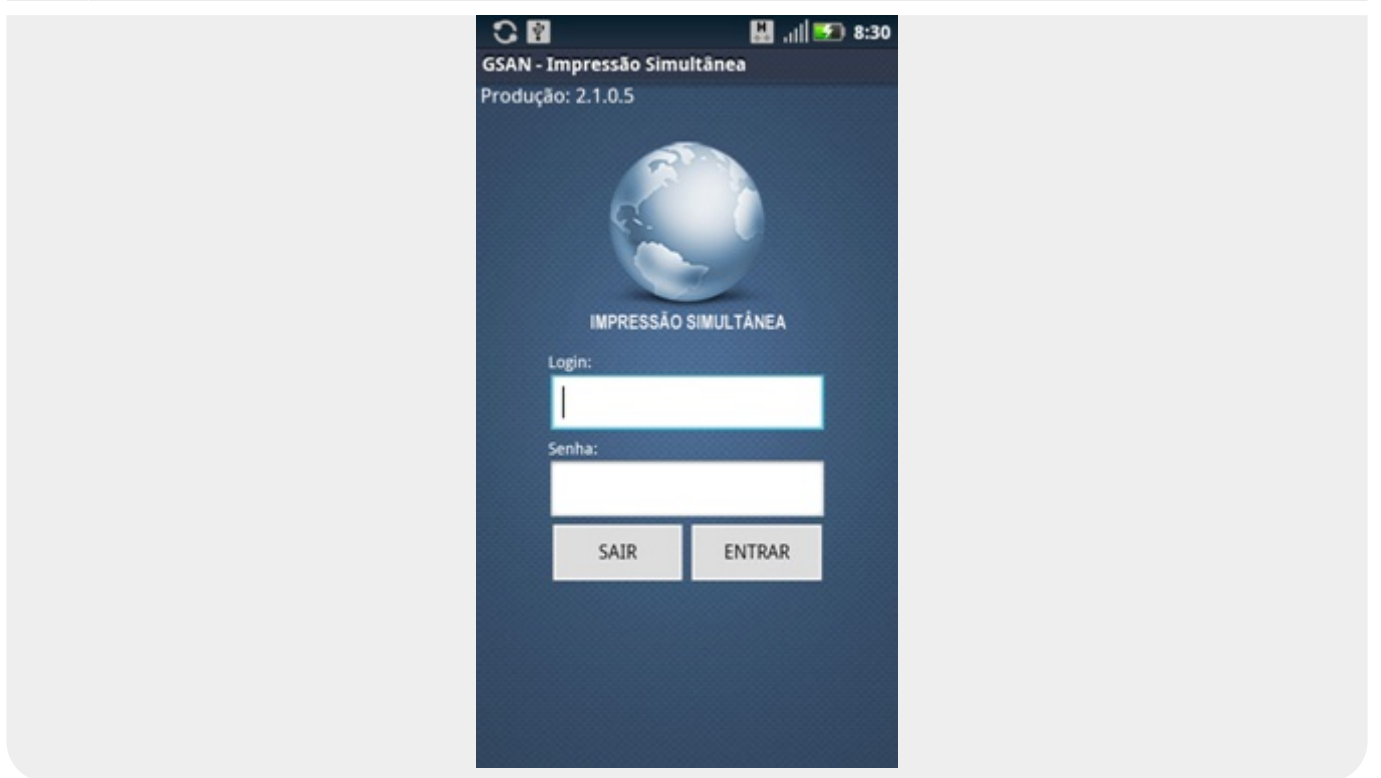 8:30
GSAN - Impressão Simultânea
Produção: 2.1.0.5
IMPRESSÃO SIMULTÂNEA
Login:
Senha:
SAIR ENTRAR